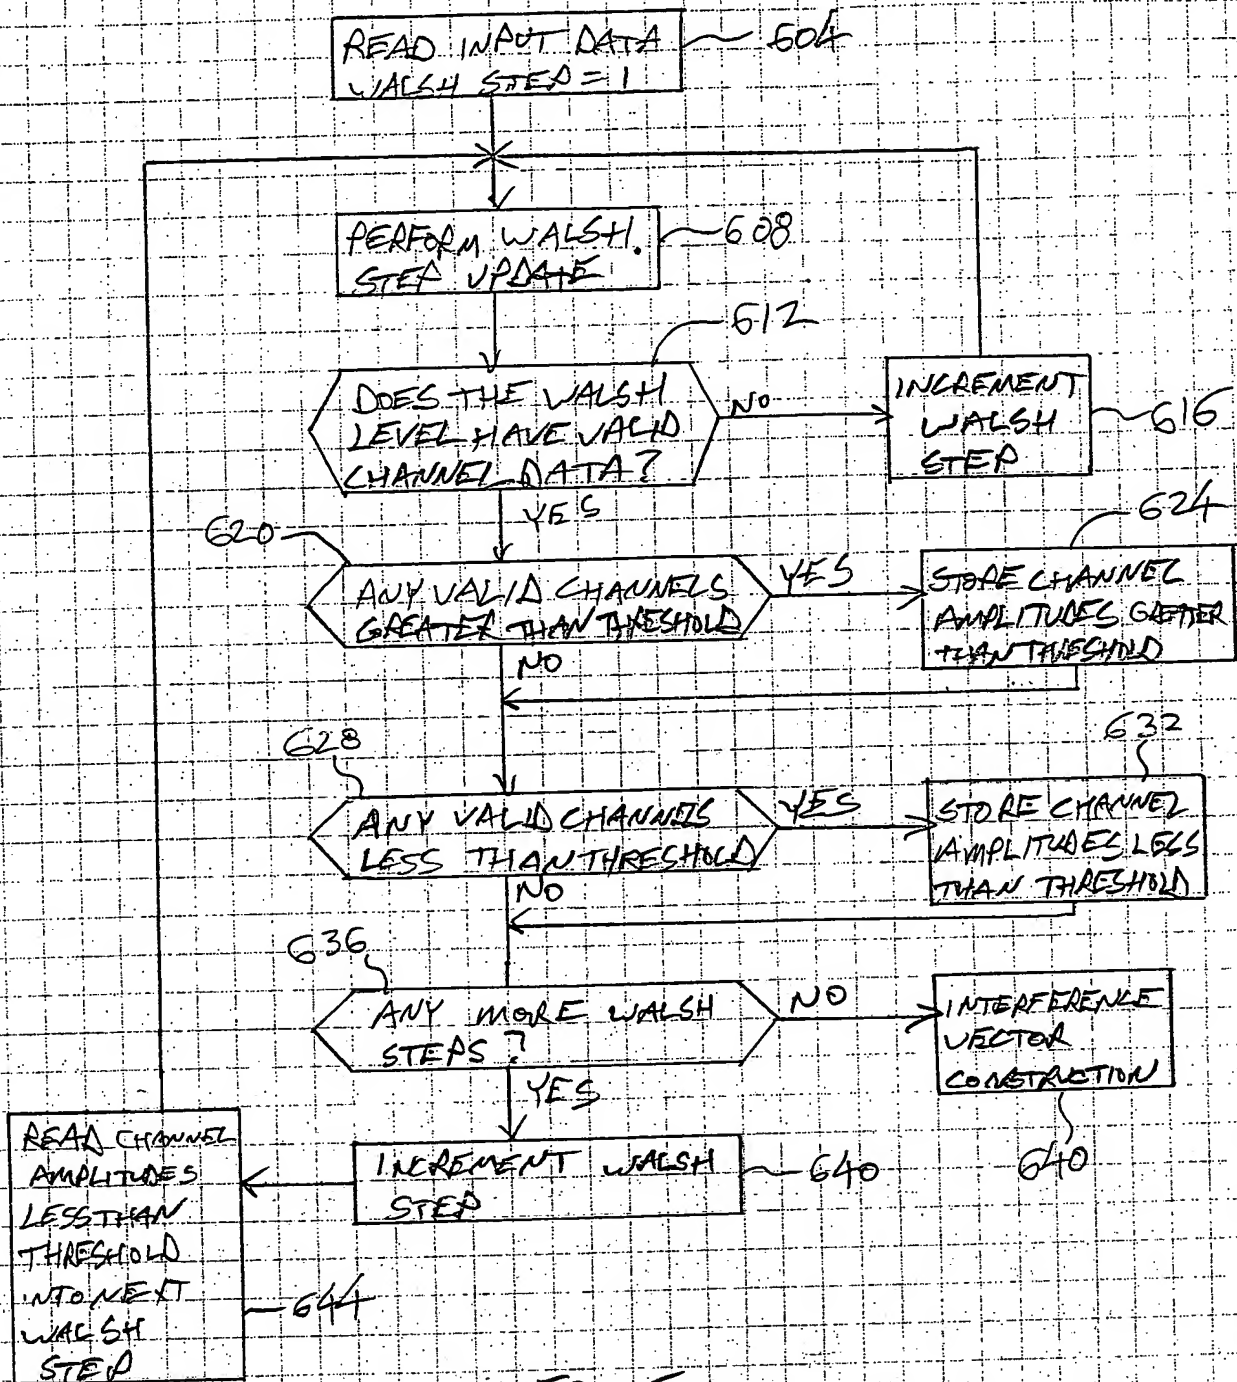 READ INPUT DATA
WALSH STEP = 1
604
PERFORM WALSH
STEP UPDATE
608
612
DOES THE WALSH
LEVEL HAVE VALID
CHANNEL DATA?
NO
INCREMENT
WALSH
STEP
616
YES
620
ANY VALID CHANNELS
GREATER THAN THRESHOLD
YES
624
STORE CHANNEL
AMPLITUDES GREATER
THAN THRESHOLD
NO
628
ANY VALID CHANNELS
LESS THAN THRESHOLD
YES
632
STORE CHANNEL
AMPLITUDES LESS
THAN THRESHOLD
NO
636
ANY MORE WALSH
STEPS?
NO
INTERFERENCE
VECTOR
CONSTRUCTION
640
YES
INCREMENT WALSH
STEP
640
READ CHANNEL
AMPLITUDES
LESS THAN
THRESHOLD
INTO NEXT
WALSH
STEP
644